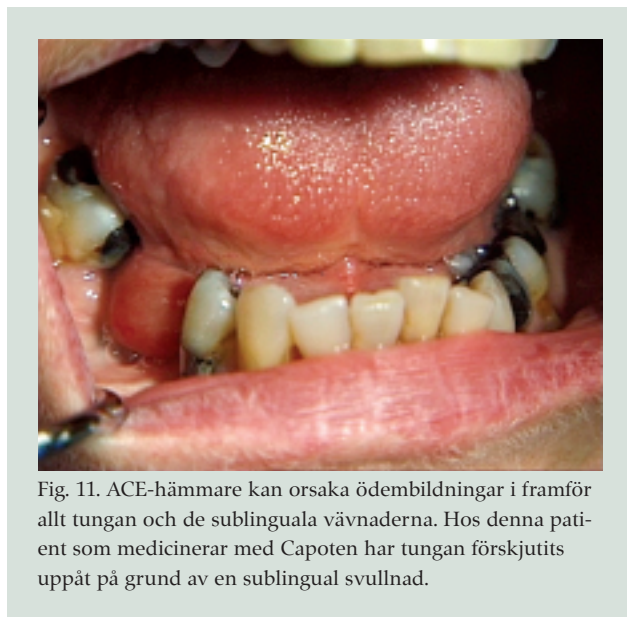 Fig. 11. ACE-hämmare kan orsaka ödembildningar i framför
allt tungan och de sublinguala vävnaderna. Hos denna pati-
ent som medicinerar med Capoten har tungan förskjutits
uppåt på grund av en sublingual svullnad.